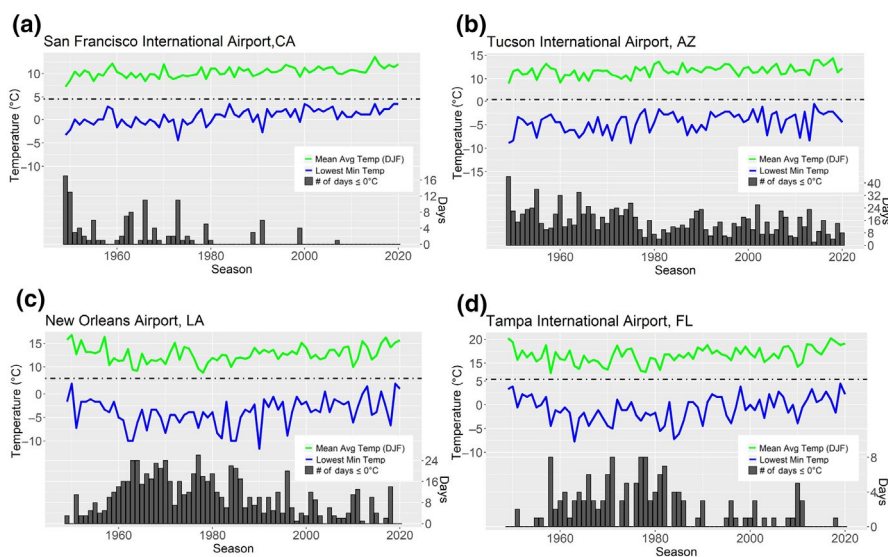 (a)
San Francisco International Airport,CA
Temperature (°C)
15
10
5
0
−5
−10
Mean Avg Temp (DJF)
Lowest Min Temp
# of days ≤ 0°C
16
12
8
4
0
Days
1960
1980
2000
2020
Season
(b)
Tucson International Airport, AZ
Temperature (°C)
15
10
5
0
−5
−10
−15
Mean Avg Temp (DJF)
Lowest Min Temp
# of days ≤ 0°C
40
32
24
16
8
0
Days
1960
1980
2000
2020
Season
(c)
New Orleans Airport, LA
Temperature (°C)
15
10
0
−5
−10
Mean Avg Temp (DJF)
Lowest Min Temp
# of days ≤ 0°C
24
16
8
0
Days
1960
1980
2000
2020
Season
(d)
Tampa International Airport, FL
Temperature (°C)
20
15
10
5
0
−5
−10
Mean Avg Temp (DJF)
Lowest Min Temp
# of days ≤ 0°C
8
4
0
Days
1960
1980
2000
2020
Season